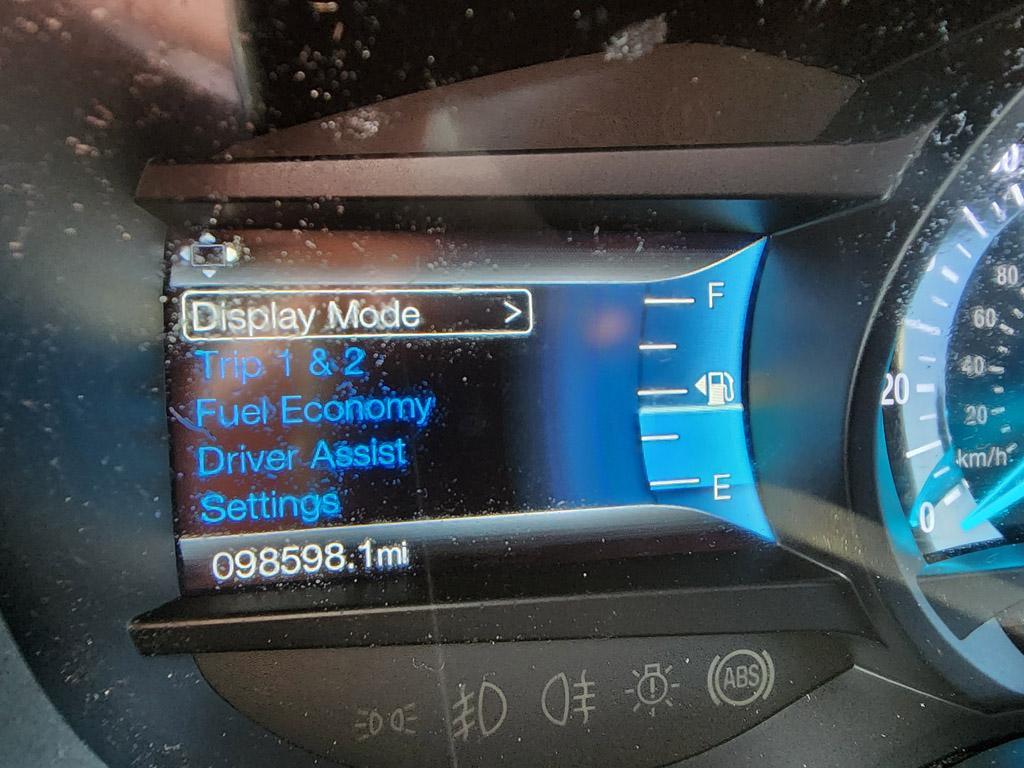 Display Mode >
Trip 1 & 2
Fuel Economy
Driver Assist
Settings
098598.1mi
F
E
80
60
40
20
km/h
20
0
ABS